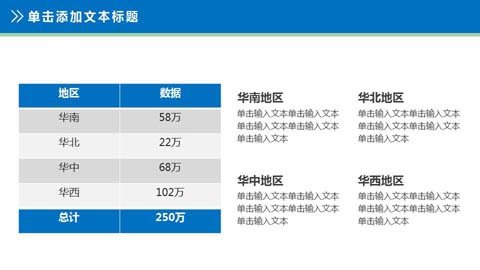 单击添加文本标题
地区 数据
华南 58万
华北 22万
华中 68万
华西 102万
总计 250万
华南地区
单击输入文本单击输入文本
单击输入文本单击输入文本
单击输入文本
华北地区
单击输入文本单击输入文本
单击输入文本单击输入文本
单击输入文本
华中地区
单击输入文本单击输入文本
单击输入文本单击输入文本
单击输入文本
华西地区
单击输入文本单击输入文本
单击输入文本单击输入文本
单击输入文本